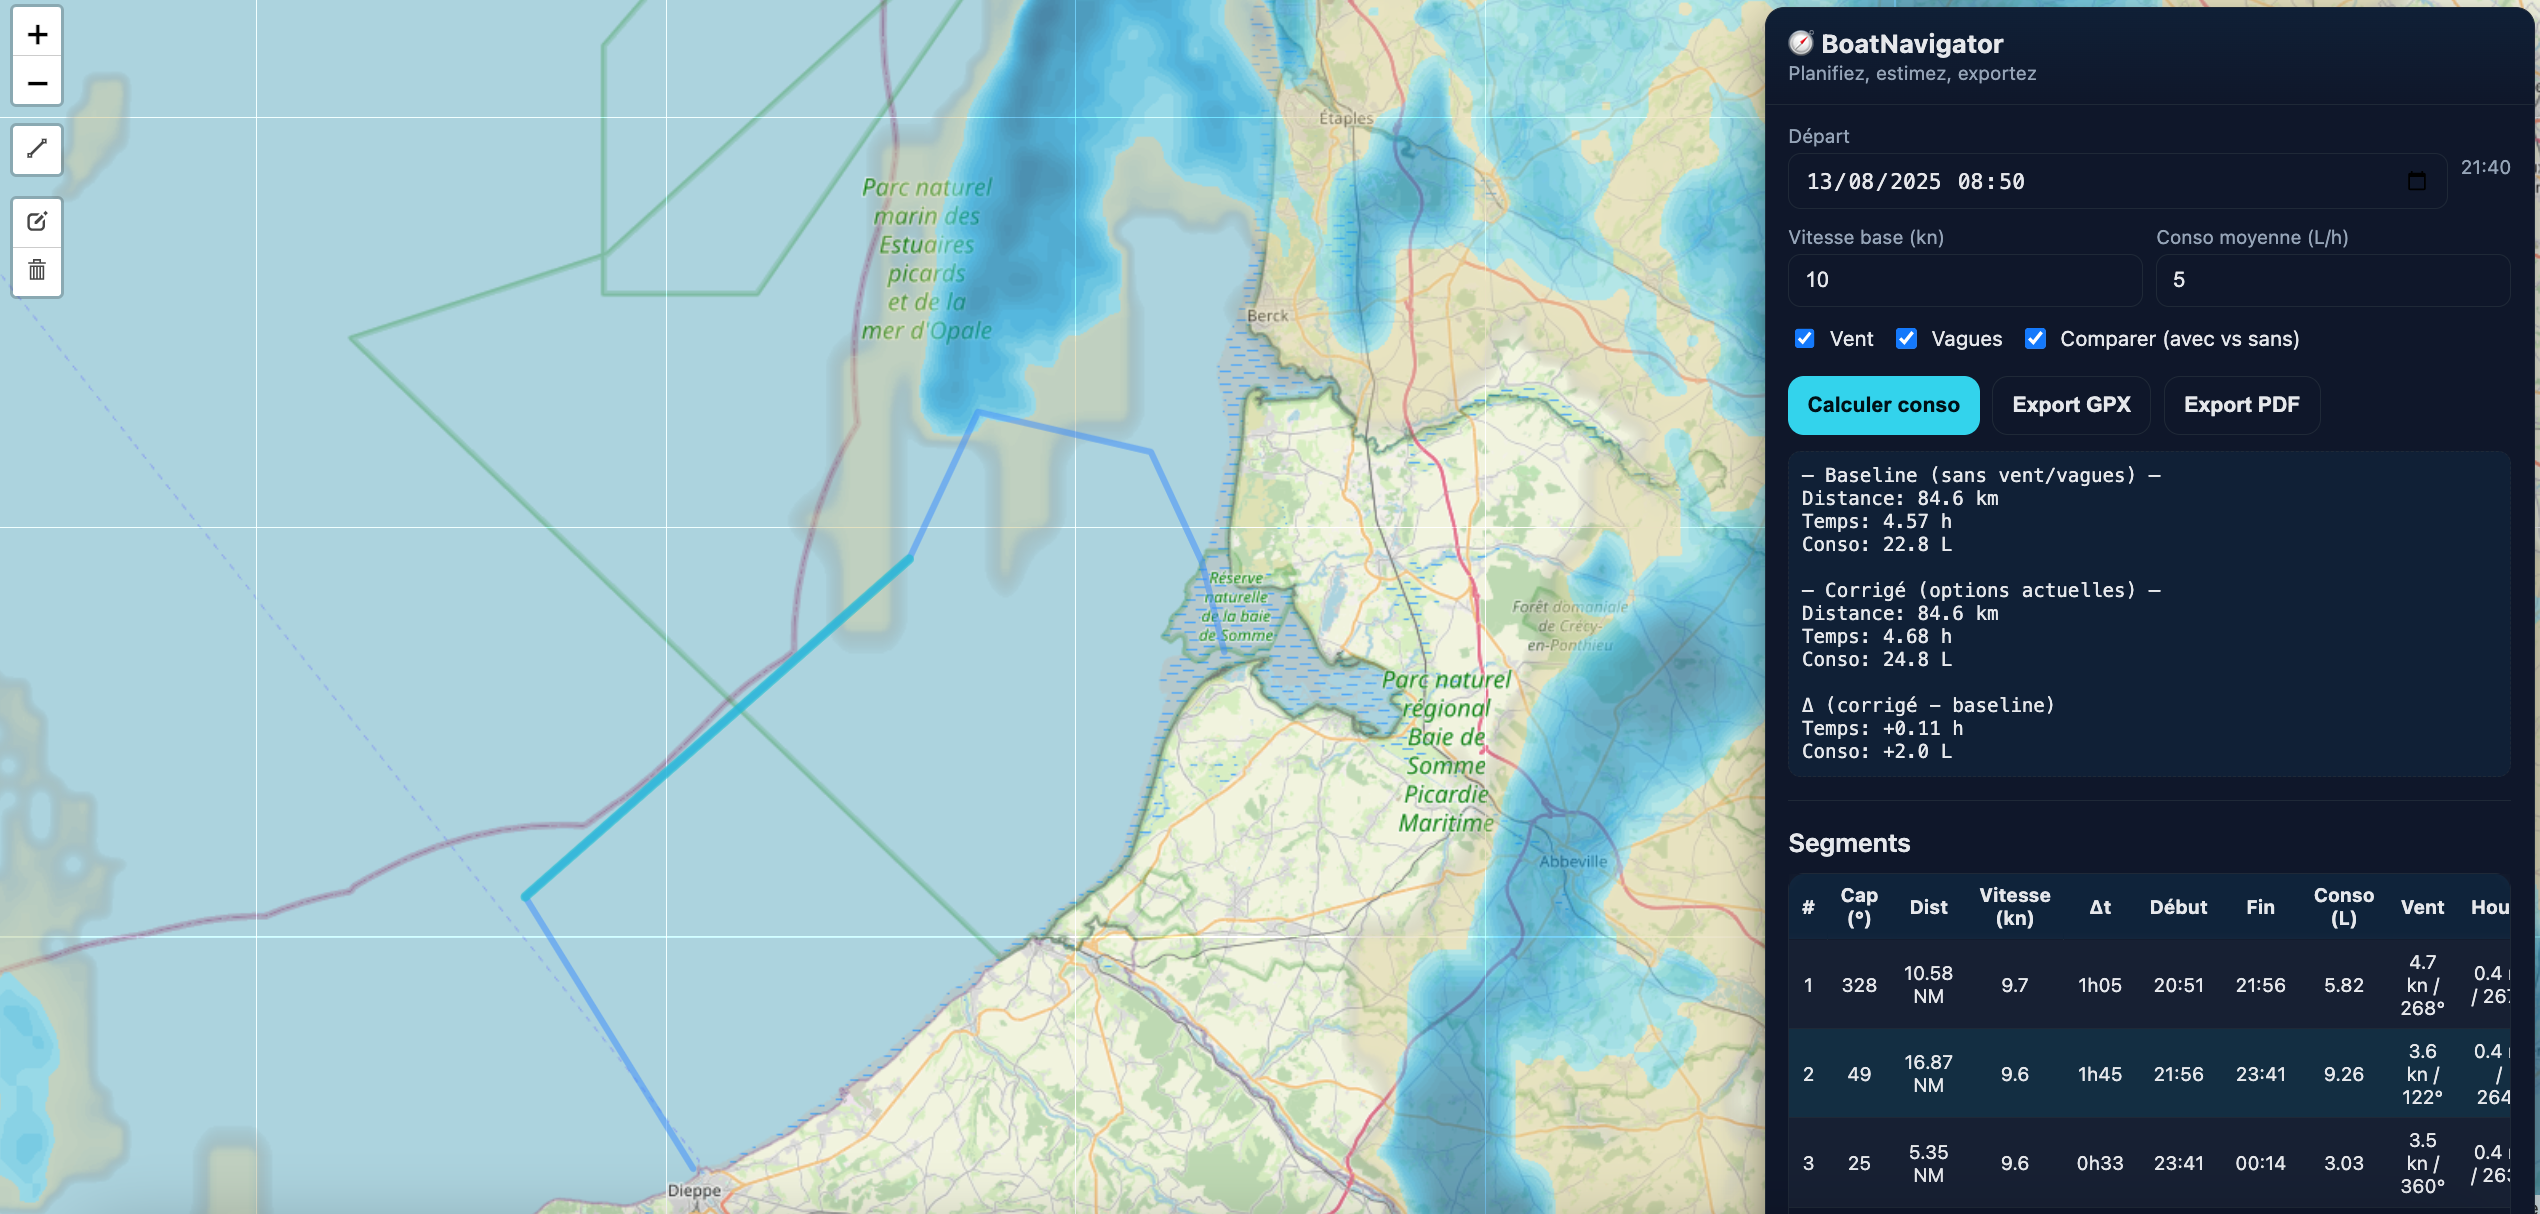 +
−
Étaples
Parc naturel
marin des
Estuaires
picards
et de la
mer d'Opale
Berck
Réserve
naturelle
de la baie
de Somme
Forêt domaniale
de Crécy-
en-Ponthieu
Parc naturel
régional
Baie de
Somme
Picardie
Maritime
Abbeville
Dieppe
BoatNavigator
Planifiez, estimez, exportez
Départ
13/08/2025 08:50
21:40
Vitesse base (kn)
Conso moyenne (L/h)
10
5
Vent
Vagues
Comparer (avec vs sans)
Calculer conso
Export GPX
Export PDF
— Baseline (sans vent/vagues) —
Distance: 84.6 km
Temps: 4.57 h
Conso: 22.8 L
— Corrigé (options actuelles) —
Distance: 84.6 km
Temps: 4.68 h
Conso: 24.8 L
Δ (corrigé − baseline)
Temps: +0.11 h
Conso: +2.0 L
Segments
# Cap (°) Dist Vitesse (kn) Δt Début Fin Conso (L) Vent Hou
1 328 10.58 NM 9.7 1h05 20:51 21:56 5.82 4.7 kn / 268° 0.4 / 26
2 49 16.87 NM 9.6 1h45 21:56 23:41 9.26 3.6 kn / 122° 0.4 / 264
3 25 5.35 NM 9.6 0h33 23:41 00:14 3.03 3.5 kn / 360° 0.4 / 26